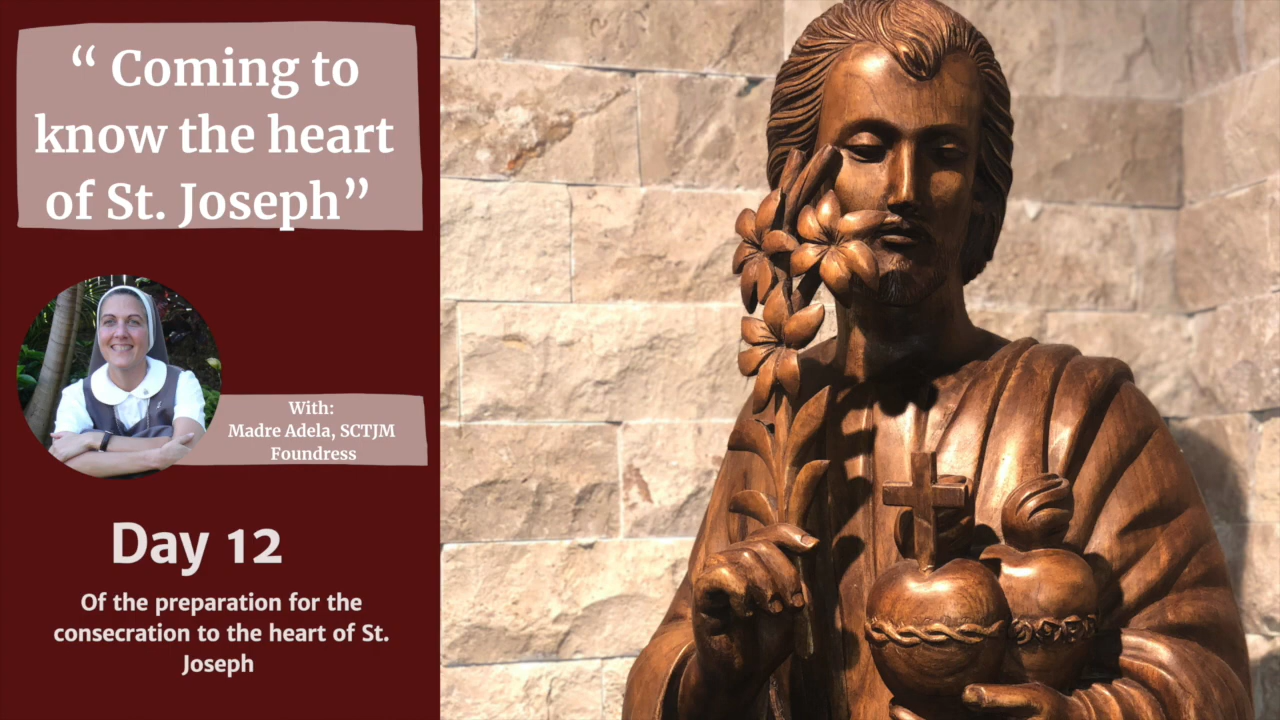 “ Coming to
know the heart
of St. Joseph”
With:
Madre Adela, SCTJM
Foundress
Day 12
Of the preparation for the
consecration to the heart of St.
Joseph